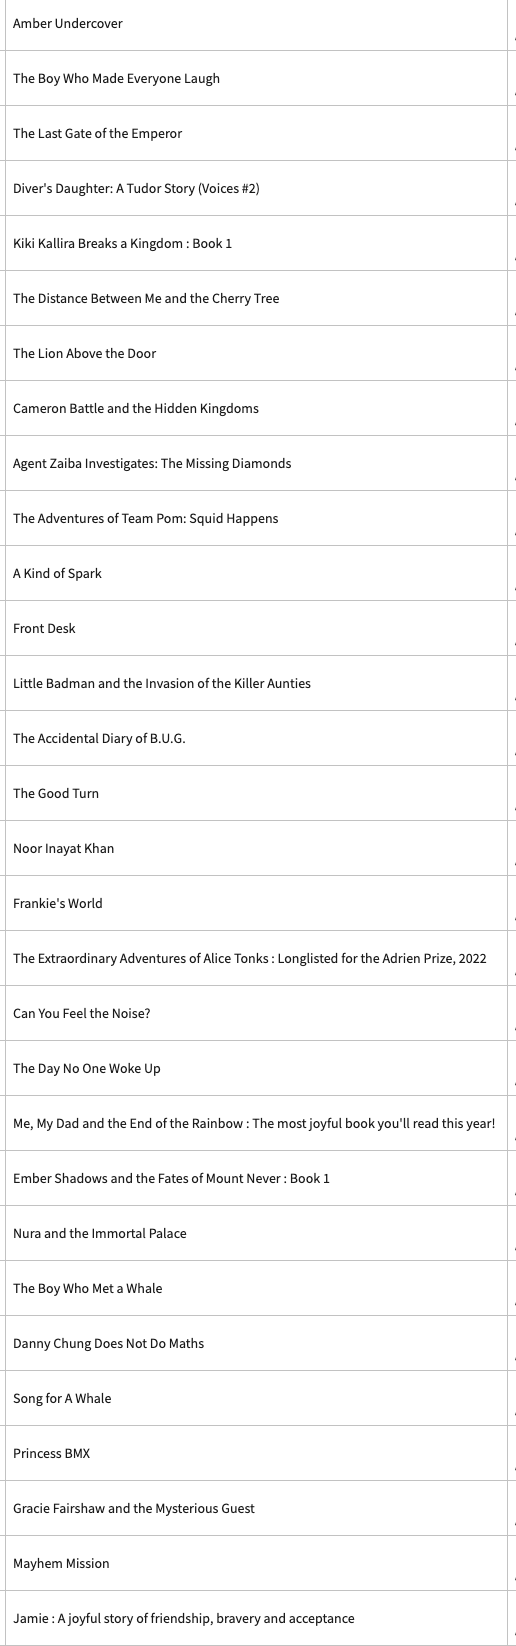 Amber Undercover
The Boy Who Made Everyone Laugh
The Last Gate of the Emperor
Diver's Daughter: A Tudor Story (Voices #2)
Kiki Kallira Breaks a Kingdom : Book 1
The Distance Between Me and the Cherry Tree
The Lion Above the Door
Cameron Battle and the Hidden Kingdoms
Agent Zaiba Investigates: The Missing Diamonds
The Adventures of Team Pom: Squid Happens
A Kind of Spark
Front Desk
Little Badman and the Invasion of the Killer Aunties
The Accidental Diary of B.U.G.
The Good Turn
Noor Inayat Khan
Frankie's World
The Extraordinary Adventures of Alice Tonks : Longlisted for the Adrien Prize, 2022
Can You Feel the Noise?
The Day No One Woke Up
Me, My Dad and the End of the Rainbow : The most joyful book you'll read this year!
Ember Shadows and the Fates of Mount Never : Book 1
Nura and the Immortal Palace
The Boy Who Met a Whale
Danny Chung Does Not Do Maths
Song for A Whale
Princess BMX
Gracie Fairshaw and the Mysterious Guest
Mayhem Mission
Jamie : A joyful story of friendship, bravery and acceptance